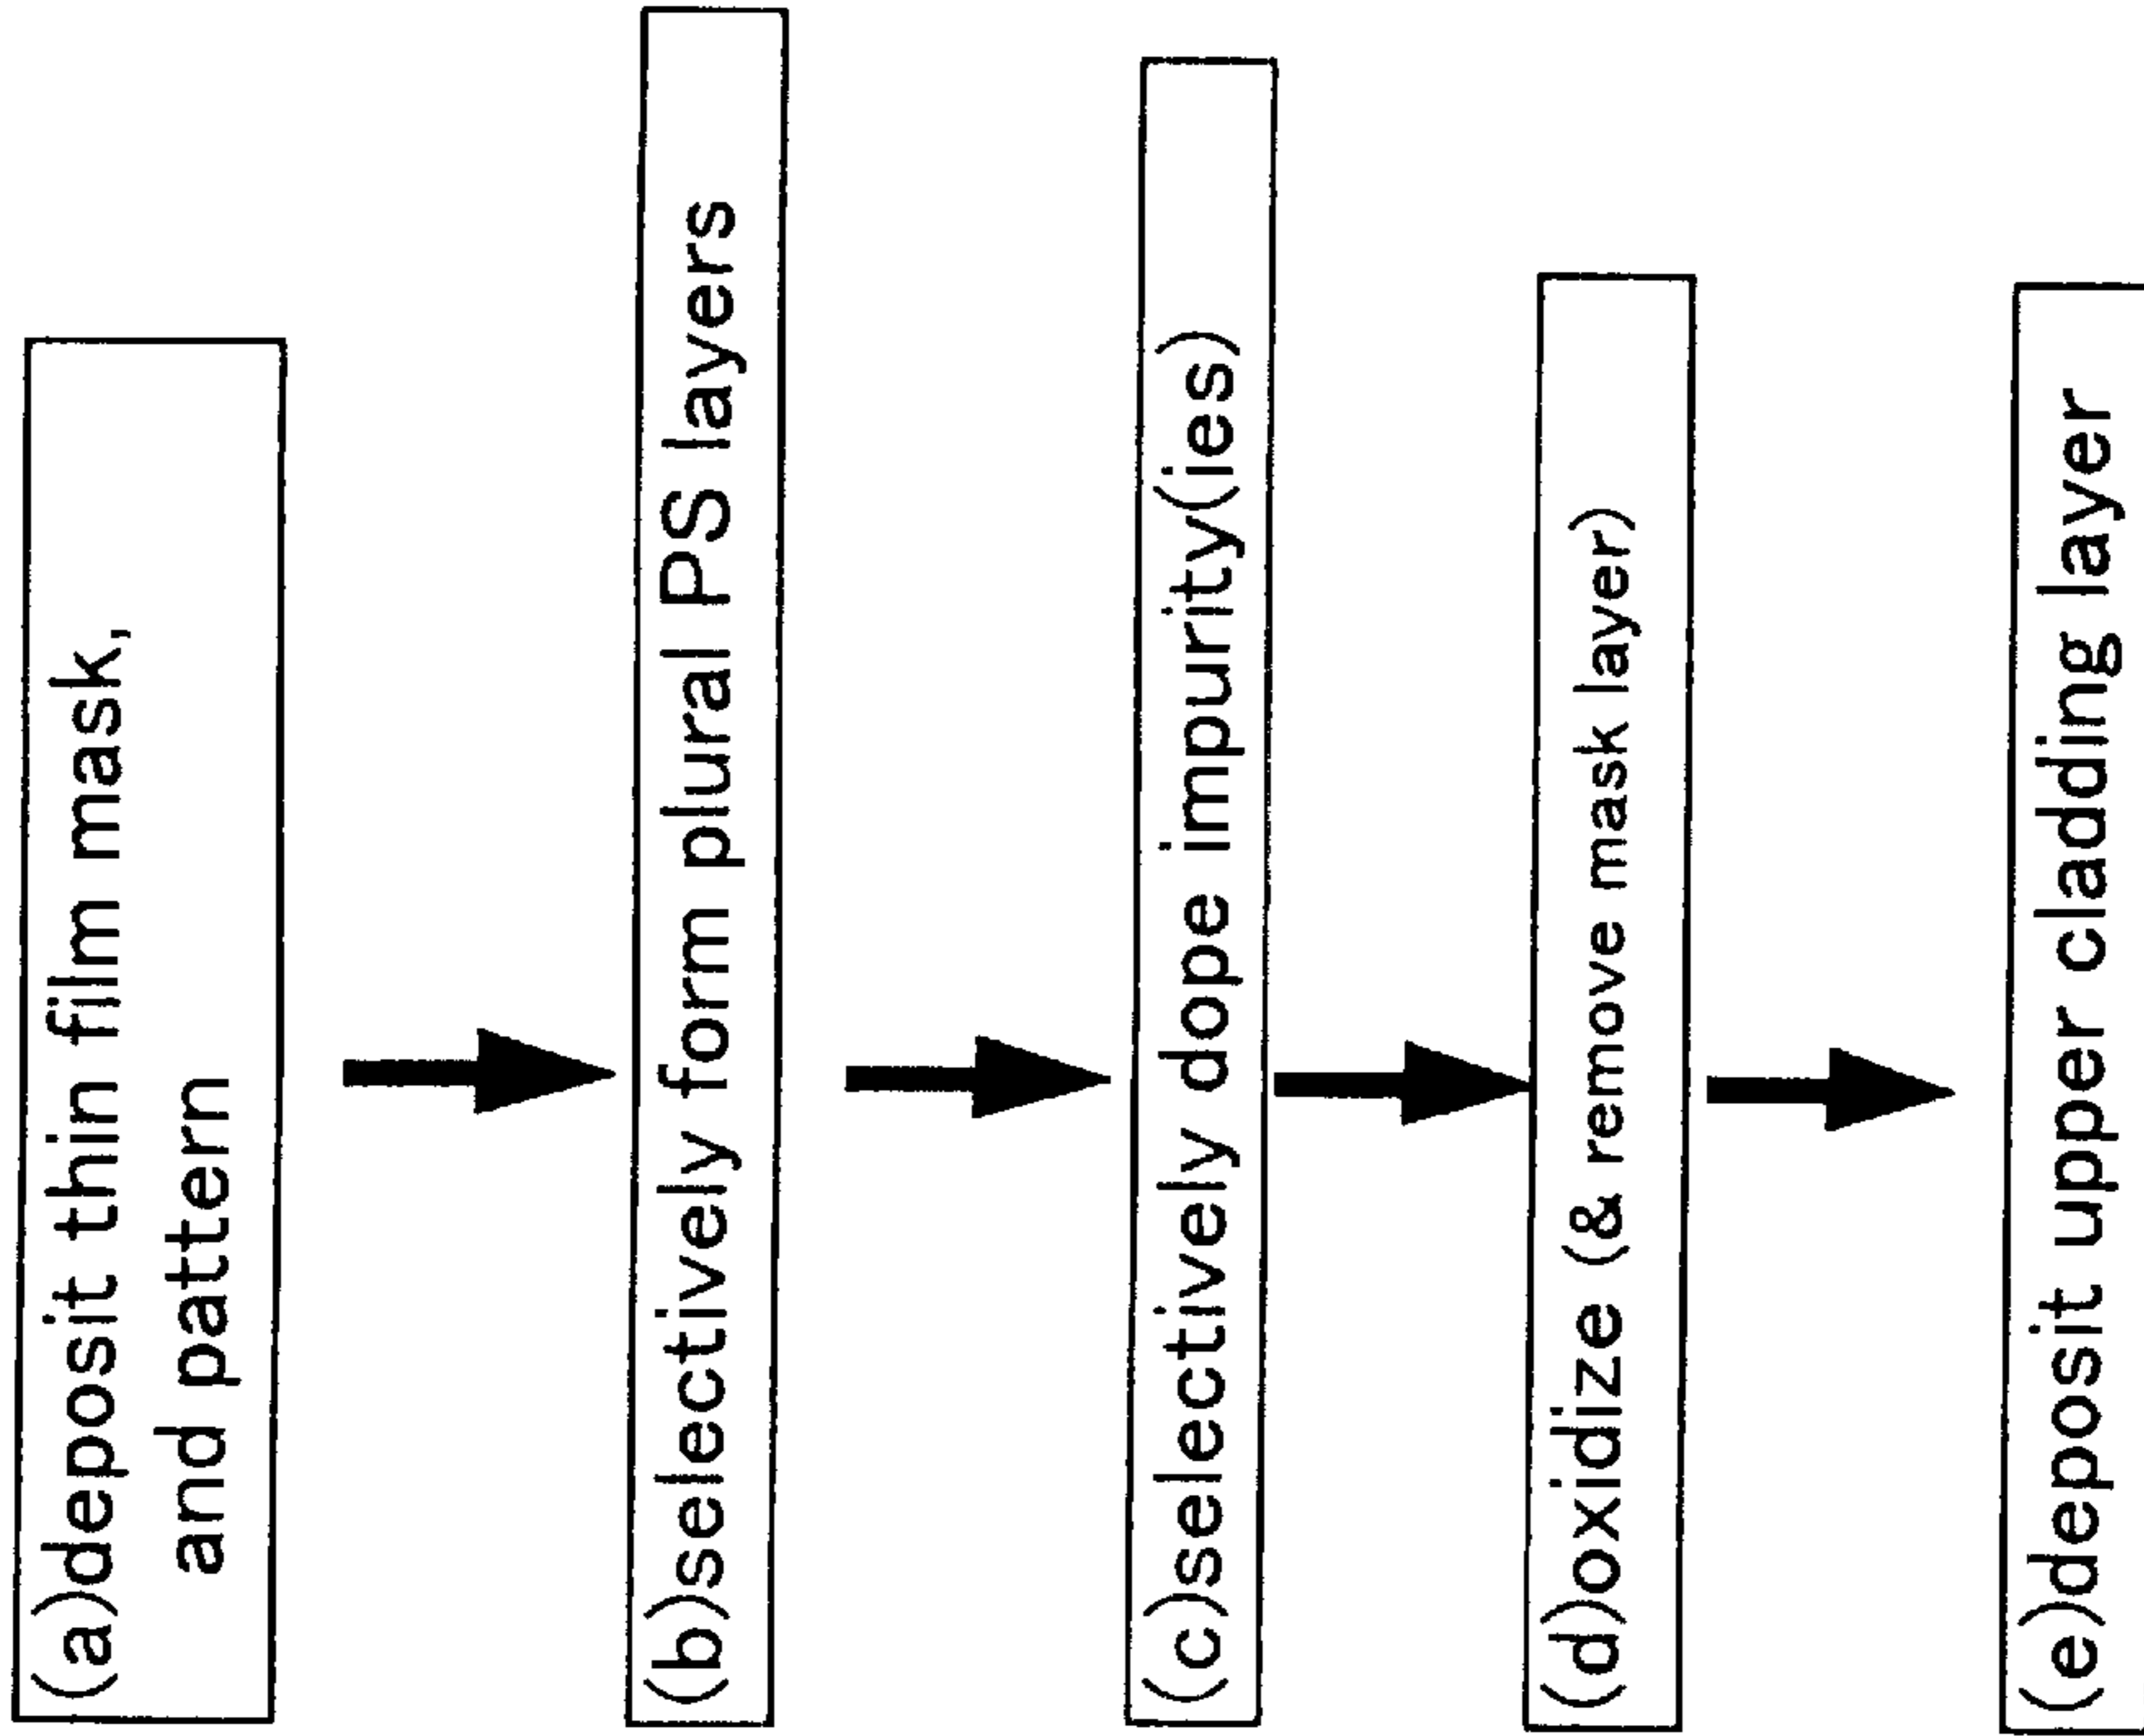 (a)deposit thin film mask,
and pattern
(b)selectively form plural PS layers
(c)selectively dope impurity(ies)
(d)oxidize (& remove mask layer)
(e)deposit upper cladding layer